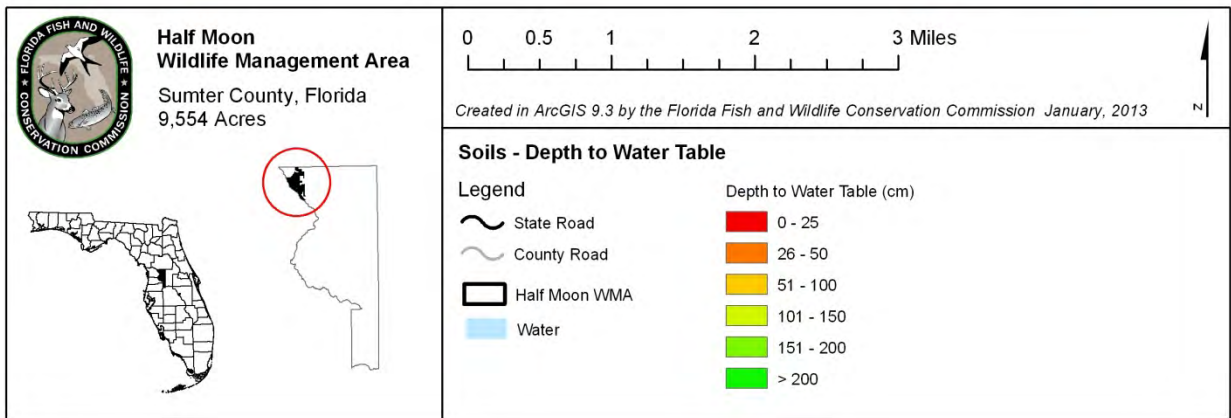 FLORIDA FISH AND WILDLIFE
CONSERVATION COMMISSION
Half Moon
Wildlife Management Area
Sumter County, Florida
9,554 Acres
0 0.5 1 2 3 Miles
Created in ArcGIS 9.3 by the Florida Fish and Wildlife Conservation Commission January, 2013
N
Soils - Depth to Water Table
Legend
State Road
County Road
Half Moon WMA
Water
Depth to Water Table (cm)
0 - 25
26 - 50
51 - 100
101 - 150
151 - 200
> 200